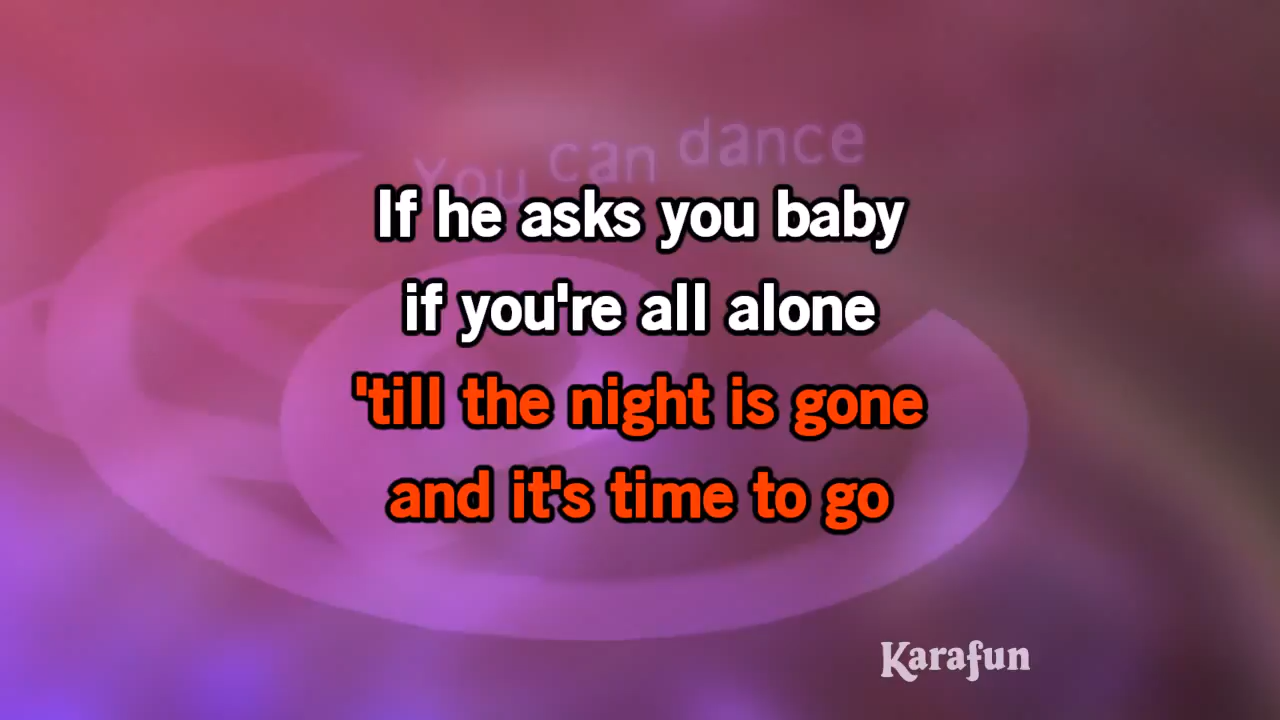 You can dance
If he asks you baby
if you're all alone
'till the night is gone
and it's time to go
Karafun